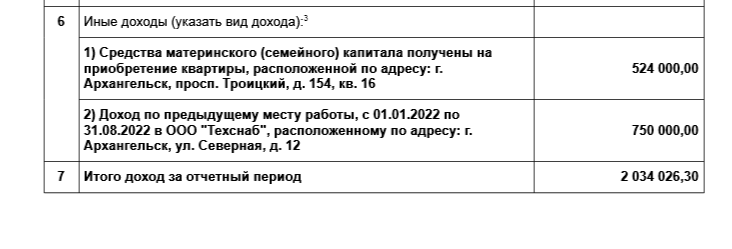 6 Иные доходы (указать вид дохода):3
1) Средства материнского (семейного) капитала получены на
приобретение квартиры, расположенной по адресу: г.
Архангельск, просп. Троицкий, д. 154, кв. 16
524 000,00
2) Доход по предыдущему месту работы, с 01.01.2022 по
31.08.2022 в ООО "Техснаб", расположенному по адресу: г.
Архангельск, ул. Северная, д. 12
750 000,00
7 Итого доход за отчетный период 2 034 026,30